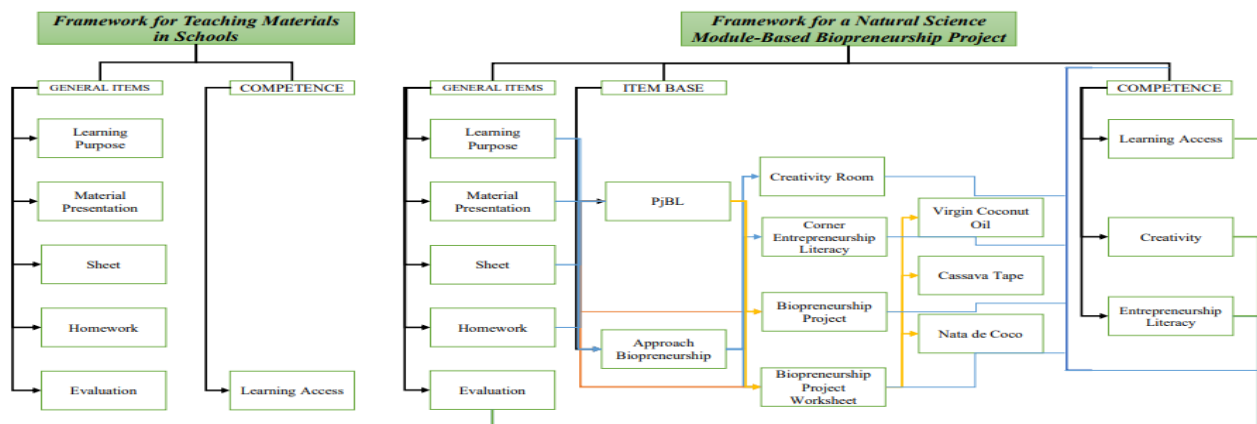 Framework for Teaching Materials
in Schools
GENERAL ITEMS
COMPETENCE
Learning
Purpose
Material
Presentation
Sheet
Homework
Evaluation
Learning Access
Framework for a Natural Science
Module-Based Biopreneurship Project
GENERAL ITEMS
ITEM BASE
COMPETENCE
Learning
Purpose
Material
Presentation
Sheet
Homework
Evaluation
PjBL
Approach
Biopreneurship
Creativity Room
Corner
Entrepreneurship
Literacy
Biopreneurship
Project
Biopreneurship
Project
Worksheet
Virgin Coconut
Oil
Cassava Tape
Nata de Coco
Learning Access
Creativity
Entrepreneurship
Literacy